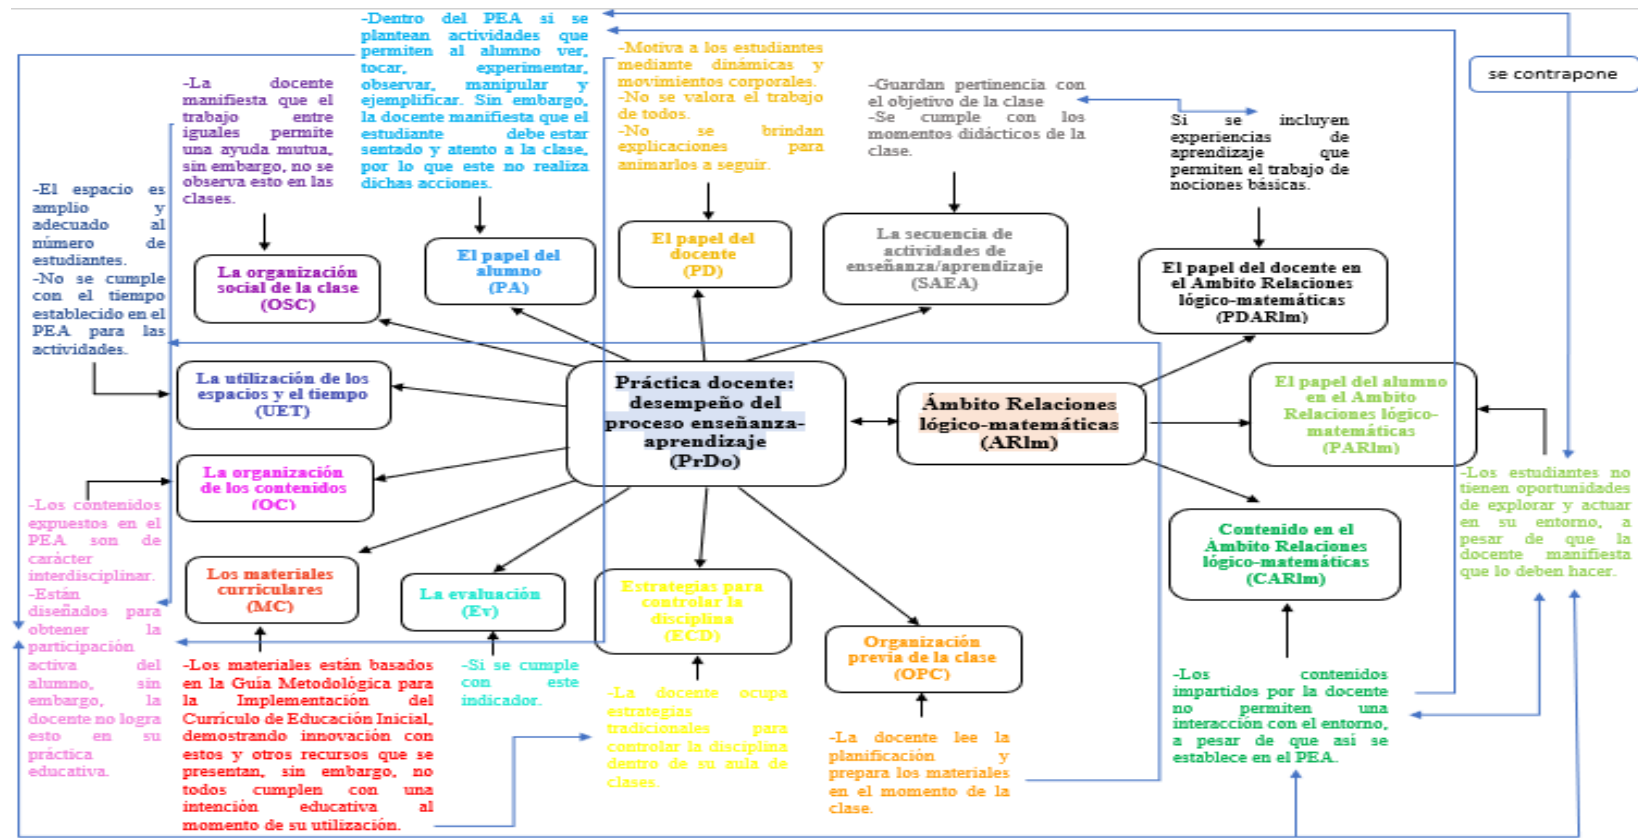 -Dentro del PEA si se
plantean actividades que
permiten al alumno ver,
tocar, experimentar,
observar, manipular y
ejemplificar. Sin embargo,
la docente manifiesta que el
estudiante debe estar
sentado y atento a la clase,
por lo que este no realiza
dichas acciones.
-Motiva a los estudiantes
mediante dinámicas y
movimientos corporales.
-No se valora el trabajo
de todos.
-No se brindan
explicaciones para
animarlos a seguir.
se contrapone
-La docente
manifiesta que el
trabajo entre
iguales permite
una ayuda mutua,
sin embargo, no se
observa esto en las
clases.
-Guardan pertinencia con
el objetivo de la clase
-Se cumple con los
momentos didácticos de la
clase.
Si se incluyen
experiencias de
aprendizaje que
permiten el trabajo de
nociones básicas.
-El espacio es
amplio y
adecuado al
número de
estudiantes.
-No se cumple
con el tiempo
establecido en el
PEA para las
actividades.
La organización
social de la clase
(OSC)
El papel del
alumno
(PA)
El papel del
docente
(PD)
La secuencia de
actividades de
enseñanza/aprendizaje
(SAEA)
El papel del docente en
el Ámbito Relaciones
lógico-matemáticas
(PDARlm)
La utilización de los
espacios y el tiempo
(UET)
Práctica docente:
desempeño del
proceso enseñanza-
aprendizaje
(PrDo)
Ámbito Relaciones
lógico-matemáticas
(ARlm)
El papel del alumno
en el Ámbito
Relaciones lógico-
matemáticas
(PARlm)
La organización
de los contenidos
(OC)
-Los contenidos
expuestos en el
PEA son de
carácter
interdisciplinar.
-Están
diseñados para
obtener la
participación
activa del
alumno, sin
embargo, la
docente no logra
esto en su
práctica
educativa.
-Los estudiantes no
tienen oportunidades
de explorar y actuar
en su entorno, a
pesar de que la
docente manifiesta
que lo deben hacer.
Contenido en el
Ámbito Relaciones
lógico-matemáticas
(CARlm)
Los materiales
curriculares
(MC)
La evaluación
(Ev)
Estrategias para
controlar la
disciplina
(ECD)
Organización
previa de la clase
(OPC)
-Los materiales están basados
en la Guía Metodológica para
la Implementación del
Currículo de Educación Inicial,
demostrando innovación con
estos y otros recursos que se
presentan, sin embargo, no
todos cumplen con una
intención educativa al
momento de su utilización.
-Si se cumple
con este
indicador.
-La docente ocupa
estrategias
tradicionales para
controlar la disciplina
dentro de su aula de
clases.
-La docente lee la
planificación y
prepara los materiales
en el momento de la
clase.
-Los contenidos
impartidos por la docente
no permiten una
interacción con el entorno,
a pesar de que así se
establece en el PEA.